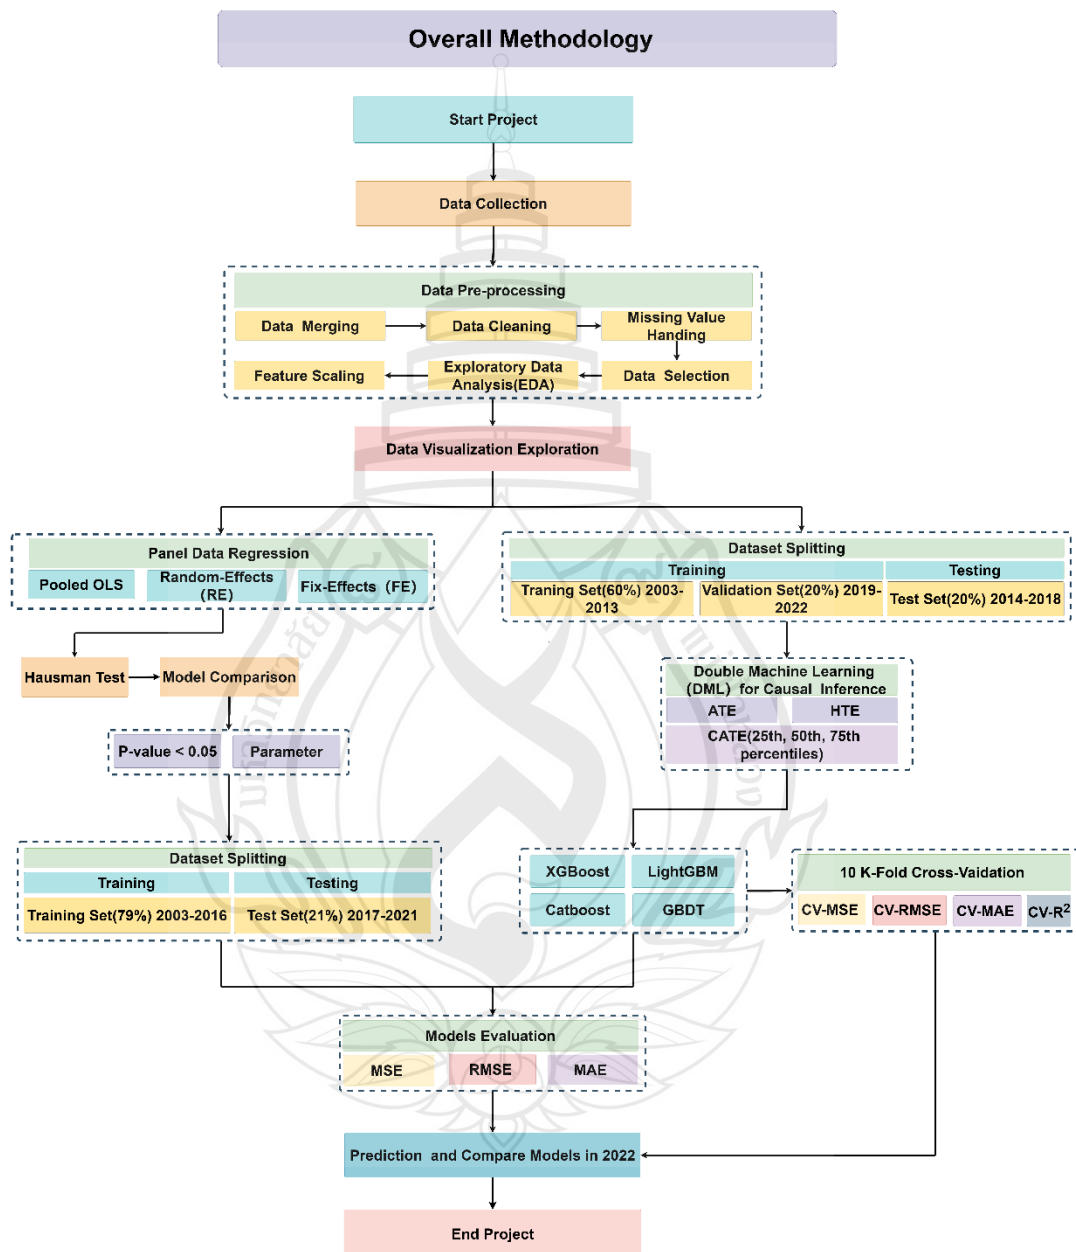 Overall Methodology
Start Project
Data Collection
Data Pre-processing
Data Merging
Data Cleaning
Missing Value
Handing
Feature Scaling
Exploratory Data
Analysis(EDA)
Data Selection
Data Visualization Exploration
Panel Data Regression
Pooled OLS
Random-Effects
(RE)
Fix-Effects（FE）
Dataset Splitting
Training
Testing
Traning Set(60%) 2003-
2013
Validation Set(20%) 2019-
2022
Test Set(20%) 2014-2018
Hausman Test
Model Comparison
P-value < 0.05
Parameter
Double Machine Learning
(DML）for Causal Inference
ATE
HTE
CATE(25th, 50th, 75th
percentiles)
Dataset Splitting
Training
Testing
Training Set(79%) 2003-2016
Test Set(21%) 2017-2021
XGBoost
LightGBM
Catboost
GBDT
10 K-Fold Cross-Vaidation
CV-MSE
CV-RMSE
CV-MAE
CV-R²
Models Evaluation
MSE
RMSE
MAE
Prediction and Compare Models in 2022
End Project